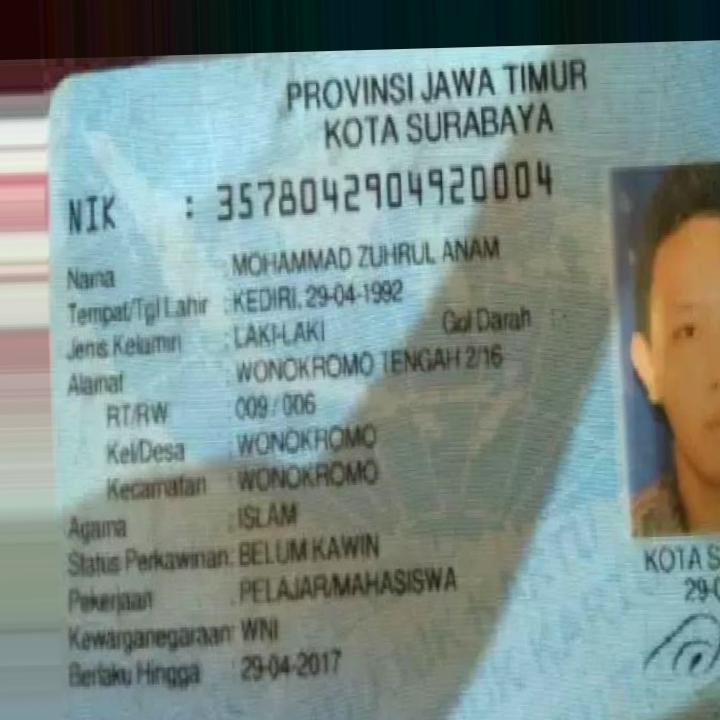 PROVINSI JAWA TIMUR
KOTA SURABAYA
NIK : 3578042904920004
Nama : MOHAMMAD ZUHRUL ANAM
Tempat/Tgl Lahir : KEDIRI, 29-04-1992
Jenis Kelamin : LAKI-LAKI Gol Darah :
Alamat : WONOKROMO TENGAH 2/16
RT/RW : 009 / 006
Kel/Desa : WONOKROMO
Kecamatan : WONOKROMO
Agama : ISLAM
Status Perkawinan: BELUM KAWIN
Pekerjaan : PELAJAR/MAHASISWA
Kewarganegaraan: WNI
Berlaku Hingga : 29-04-2017
KOTA S
29-0